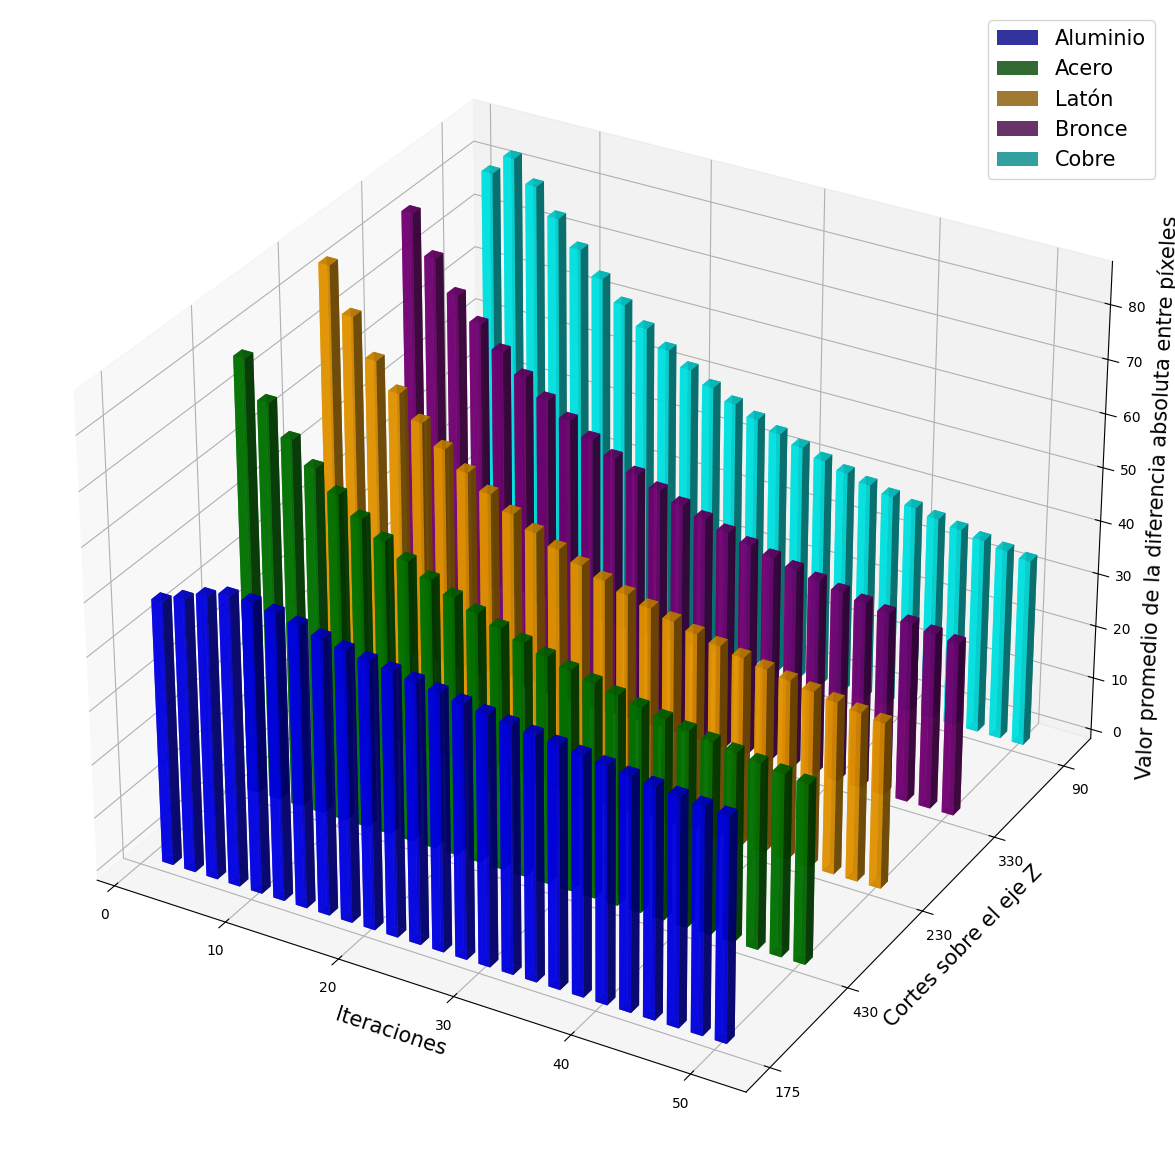 Aluminio
Acero
Latón
Bronce
Cobre
Valor promedio de la diferencia absoluta entre píxeles
80
70
60
50
40
30
20
10
0
90
330
230
430
175
Cortes sobre el eje Z
0
10
20
30
40
50
Iteraciones